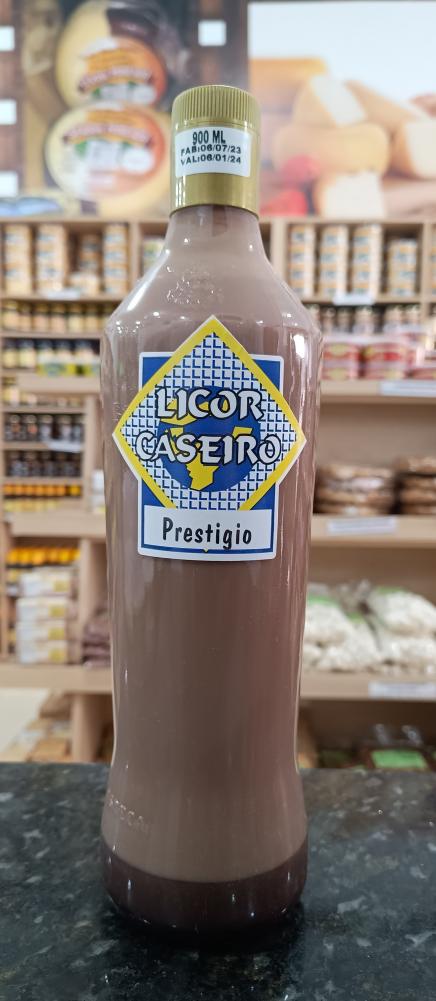 900 ML
FAB:06/07/23
VAL:06/01/24
LICOR
CASEIRO
Prestigio